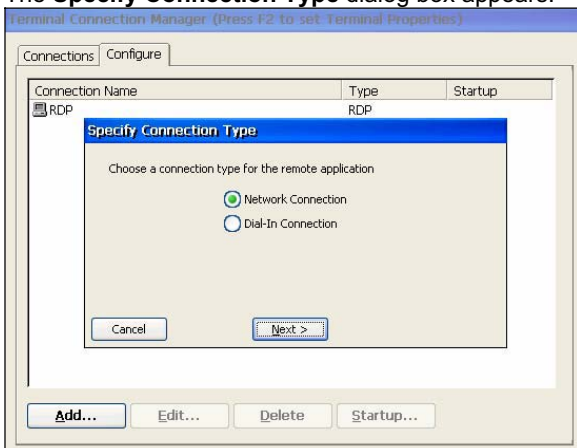 The Specify Connection Type dialog box appears.
Terminal Connection Manager (Press F2 to set Terminal Properties)
Connections Configure
Connection Name Type Startup
RDP RDP
Specify Connection Type
Choose a connection type for the remote application
Network Connection
Dial-In Connection
Cancel Next >
Add... Edit... Delete Startup...